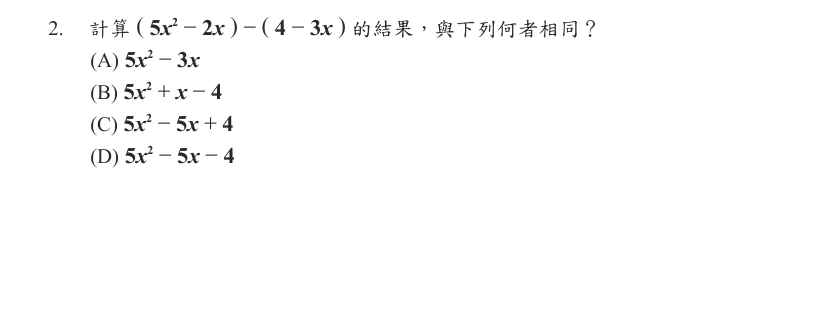 2. 計算（5x² − 2x）−（4 − 3x）的結果，與下列何者相同？
(A) 5x² − 3x
(B) 5x² + x − 4
(C) 5x² − 5x + 4
(D) 5x² − 5x − 4